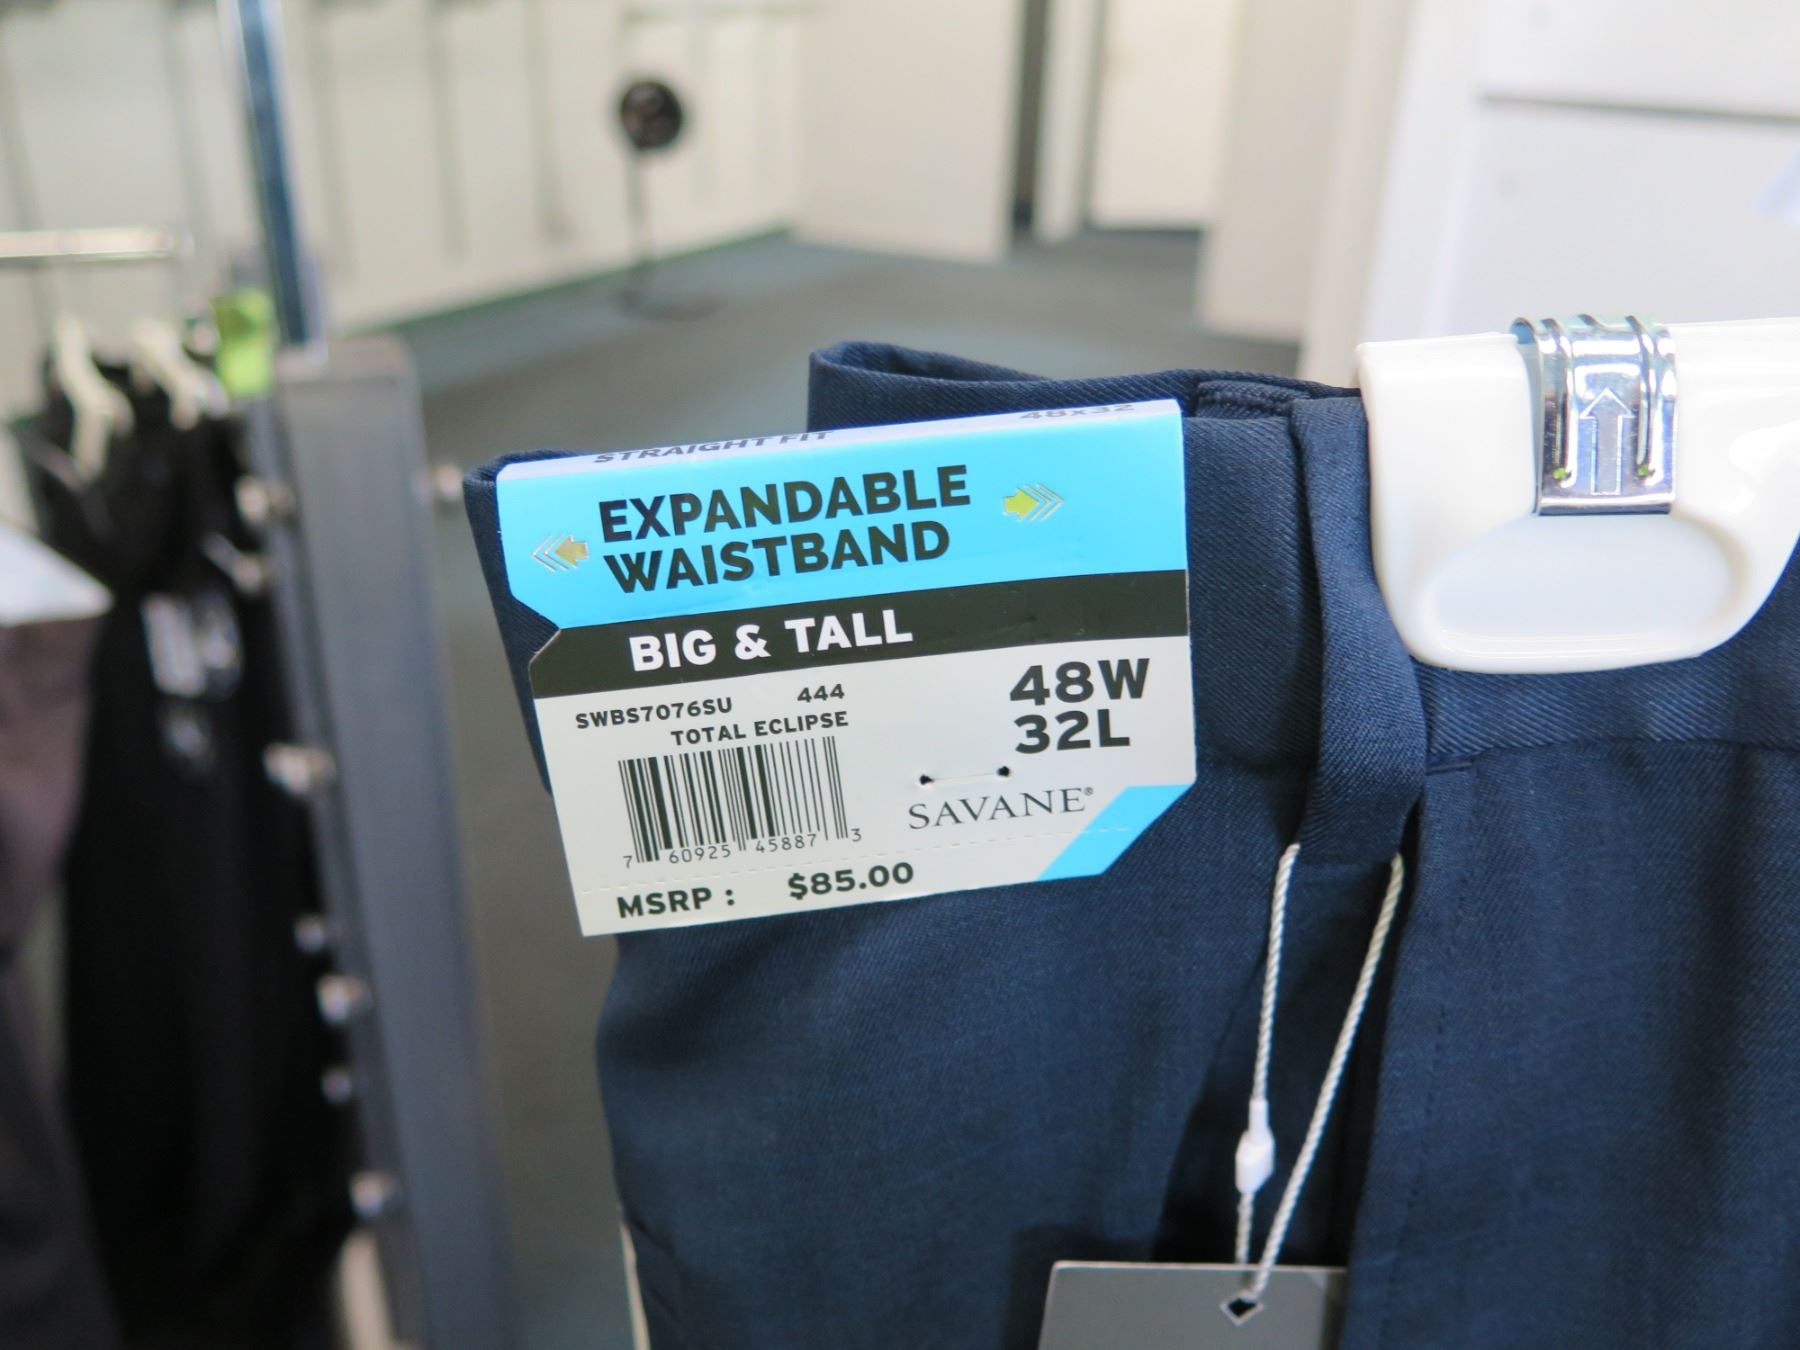 STRAIGHT FIT 48x32
EXPANDABLE
WAISTBAND
BIG & TALL
SWBS7076SU 444
TOTAL ECLIPSE
48W
32L
7 60925 45887 3
SAVANE®
MSRP : $85.00